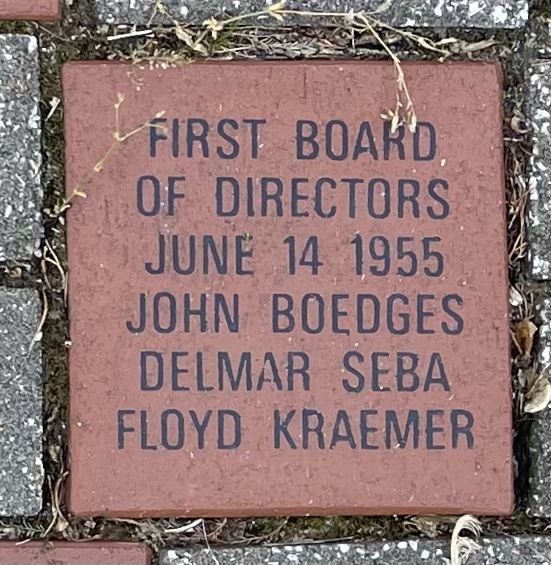 FIRST BOARD
OF DIRECTORS
JUNE 14 1955
JOHN BOEDGES
DELMAR SEBA
FLOYD KRAEMER